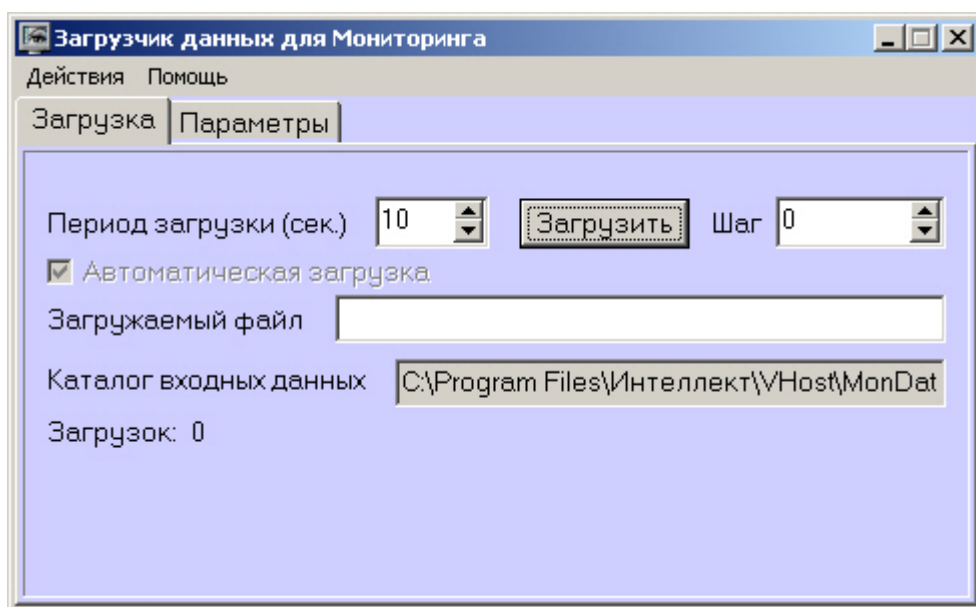 Загрузчик данных для Мониторинга
Действия Помощь
Загрузка Параметры
Период загрузки (сек.) 10 Загрузить Шаг 0
Автоматическая загрузка
Загружаемый файл
Каталог входных данных C:\Program Files\Интеллект\VHost\MonDat
Загрузок: 0